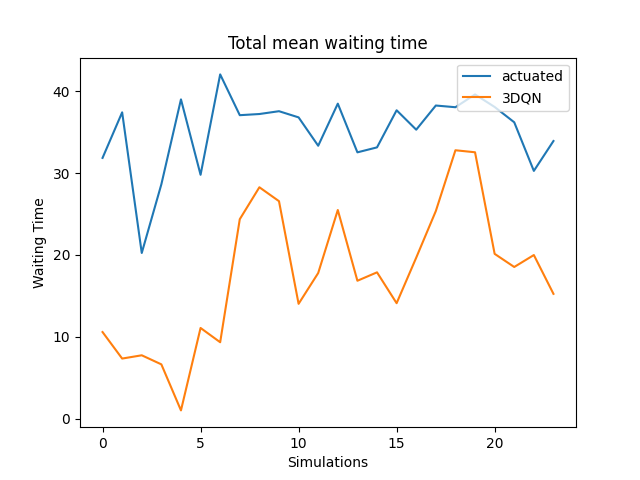 Total mean waiting time
actuated
3DQN
Waiting Time
40
30
20
10
0
0 5 10 15 20
Simulations